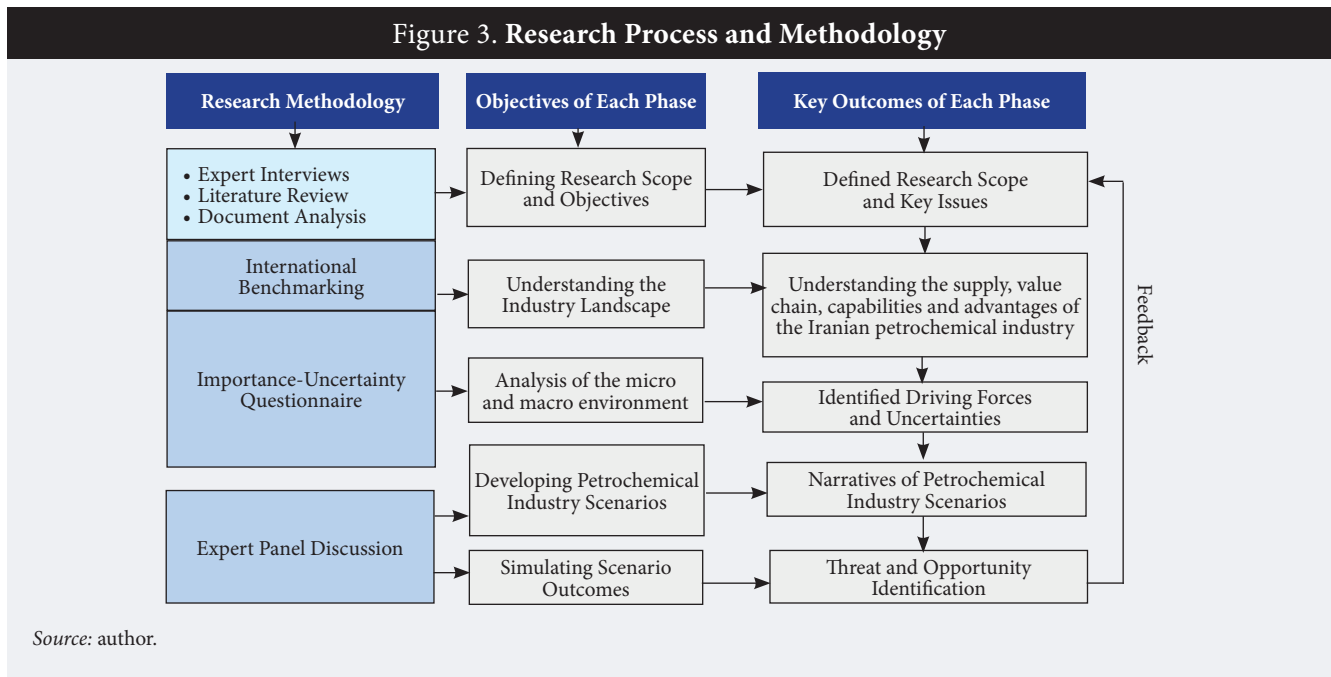 Figure 3. Research Process and Methodology
Research Methodology
Objectives of Each Phase
Key Outcomes of Each Phase
• Expert Interviews
• Literature Review
• Document Analysis
Defining Research Scope
and Objectives
Defined Research Scope
and Key Issues
International
Benchmarking
Understanding the
Industry Landscape
Understanding the supply, value
chain, capabilities and advantages of
the Iranian petrochemical industry
Feedback
Importance-Uncertainty
Questionnaire
Analysis of the micro
and macro environment
Identified Driving Forces
and Uncertainties
Developing Petrochemical
Industry Scenarios
Narratives of Petrochemical
Industry Scenarios
Expert Panel Discussion
Simulating Scenario
Outcomes
Threat and Opportunity
Identification
Source: author.